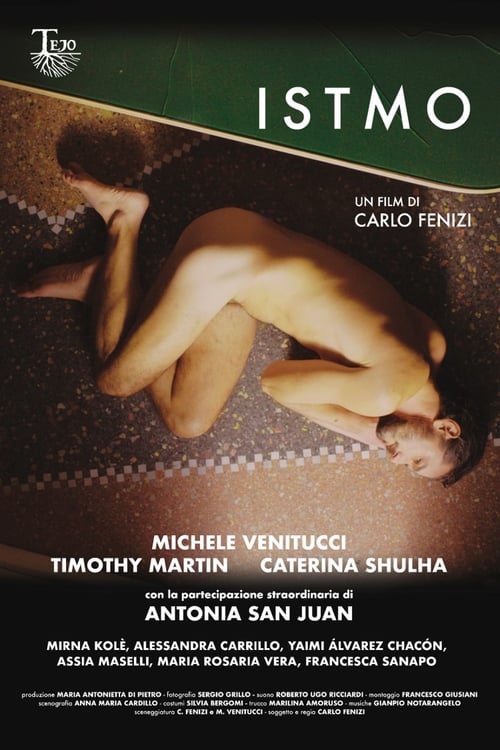 TEJO
ISTMO
UN FILM DI
CARLO FENIZI
MICHELE VENITUCCI
TIMOTHY MARTIN CATERINA SHULHA
con la partecipazione straordinaria di
ANTONIA SAN JUAN
MIRNA KOLÈ, ALESSANDRA CARRILLO, YAIMI ÁLVAREZ CHACÓN,
ASSIA MASELLI, MARIA ROSARIA VERA, FRANCESCA SANAPO
produzione MARIA ANTONIETTA DI PIETRO - fotografia SERGIO GRILLO - suono ROBERTO UGO RICCIARDI - montaggio FRANCESCO GIUSIANI
scenografia ANNA MARIA CARDILLO - costumi SILVIA BERGOMI - trucco MARILINA AMORUSO - musiche GIANPIO NOTARANGELO
sceneggiatura C. FENIZI e M. VENITUCCI - soggetto e regia CARLO FENIZI